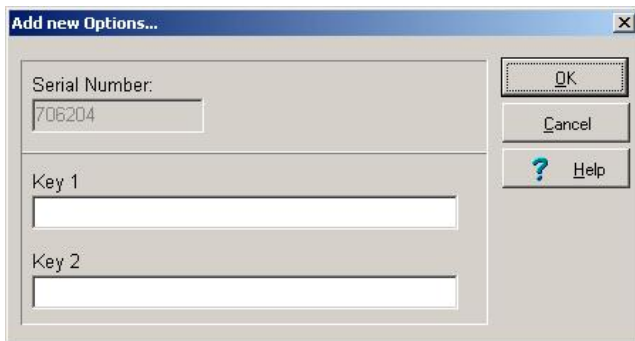 Add new Options...
Serial Number:
706204
OK
Cancel
Help
Key 1
Key 2